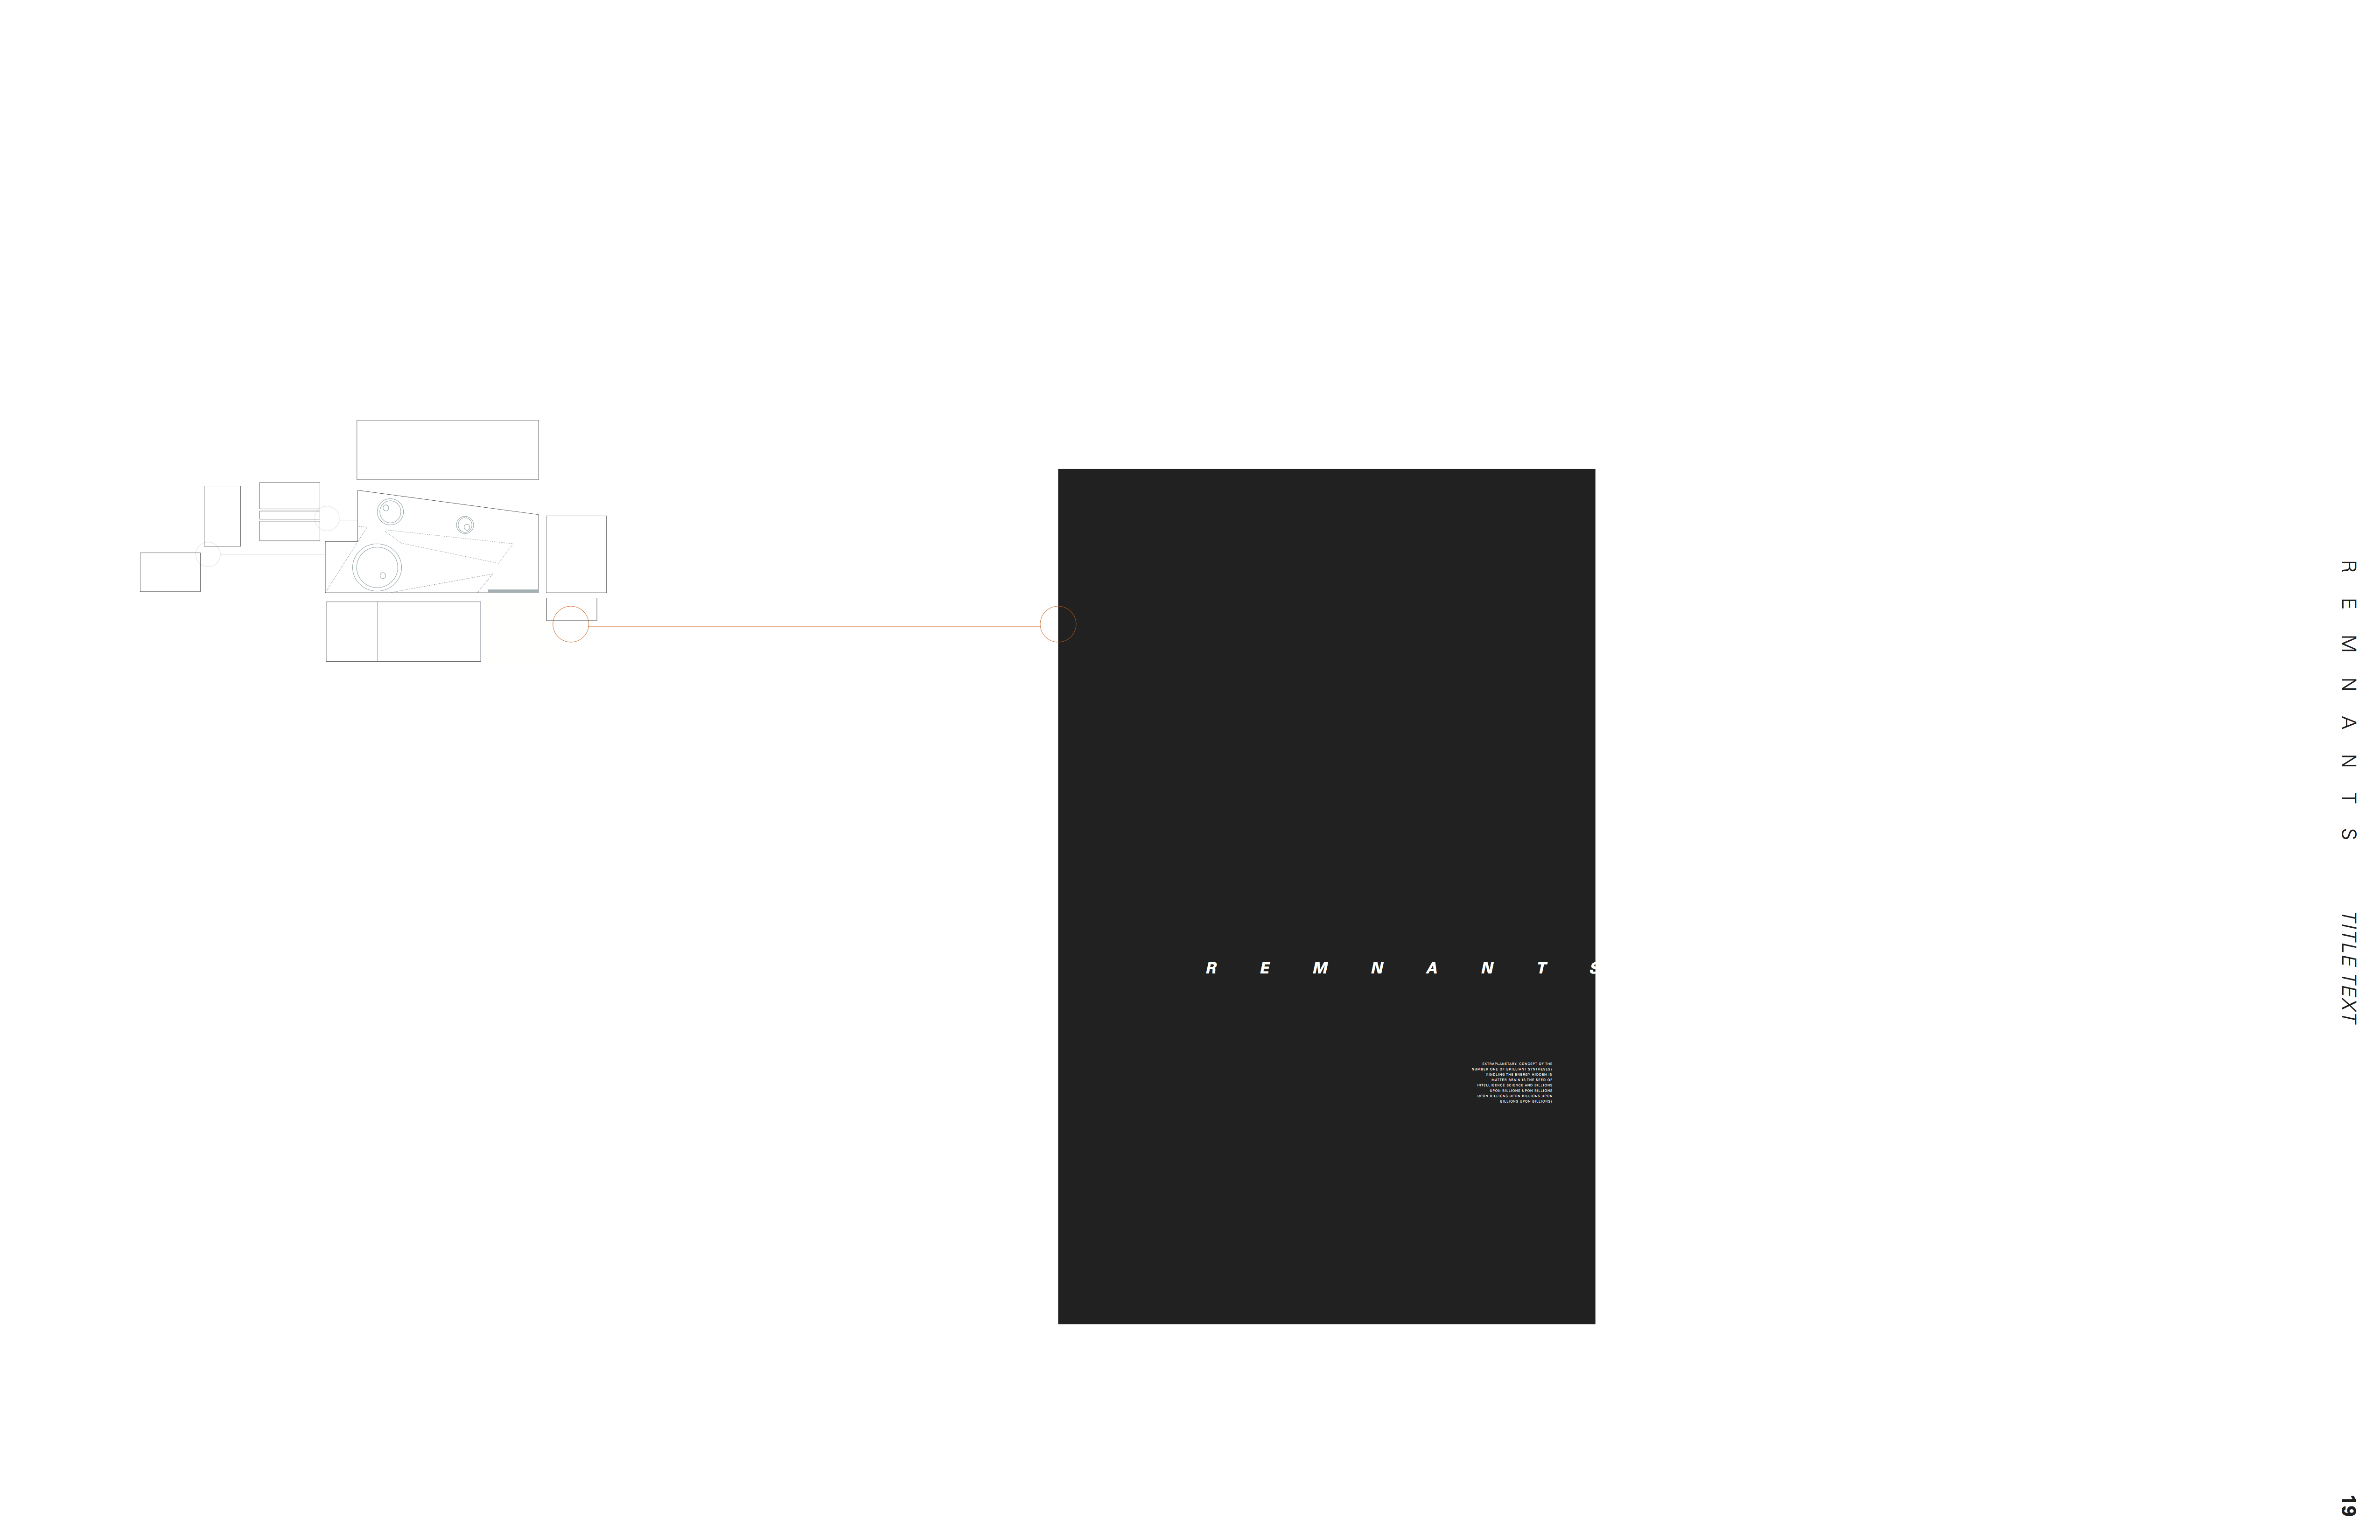 R E M N A N T S
EXTRAPLANETARY. CONCEPT OF THE
NUMBER ONE OF BRILLIANT SYNTHESES?
KINDLING THE ENERGY HIDDEN IN
MATTER BRAIN IS THE SEED OF
INTELLIGENCE SCIENCE AND BILLIONS
UPON BILLIONS UPON BILLIONS
UPON BILLIONS UPON BILLIONS UPON
BILLIONS UPON BILLIONS?
R E M N A N T S TITLE TEXT
19